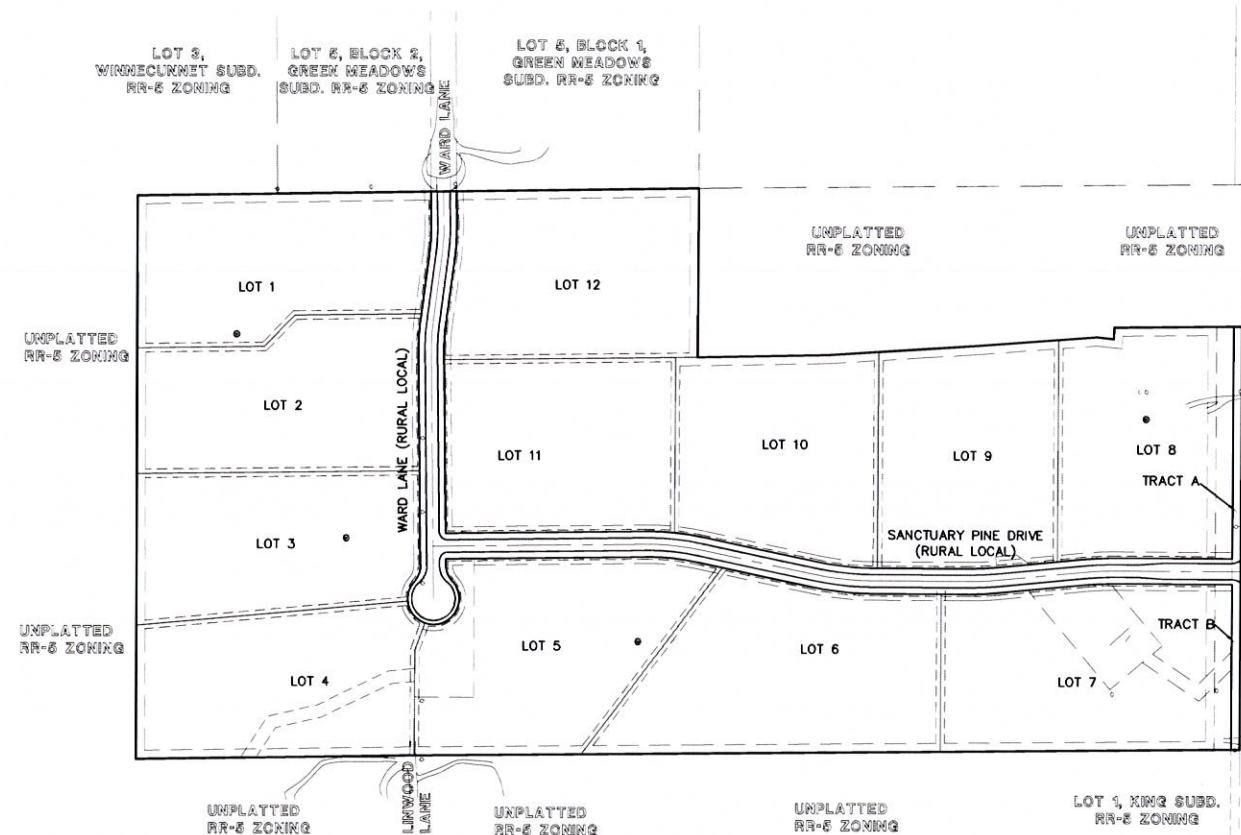 LOT 3,
WINNECUNNET SUBD.
RR-5 ZONING
LOT 5, BLOCK 2,
GREEN MEADOWS
SUBD. RR-5 ZONING
LOT 5, BLOCK 1,
GREEN MEADOWS
SUBD. RR-5 ZONING
WARD LANE
UNPLATTED
RR-5 ZONING
UNPLATTED
RR-5 ZONING
LOT 1
LOT 12
UNPLATTED
RR-5 ZONING
LOT 2
WARD LANE (RURAL LOCAL)
LOT 11
LOT 10
LOT 9
LOT 8
TRACT A
LOT 3
SANCTUARY PINE DRIVE
(RURAL LOCAL)
UNPLATTED
RR-5 ZONING
TRACT B
LOT 4
LOT 5
LOT 6
LOT 7
LINWOOD
LANE
UNPLATTED
RR-5 ZONING
UNPLATTED
RR-5 ZONING
UNPLATTED
RR-5 ZONING
LOT 1, KING SUBD.
RR-5 ZONING